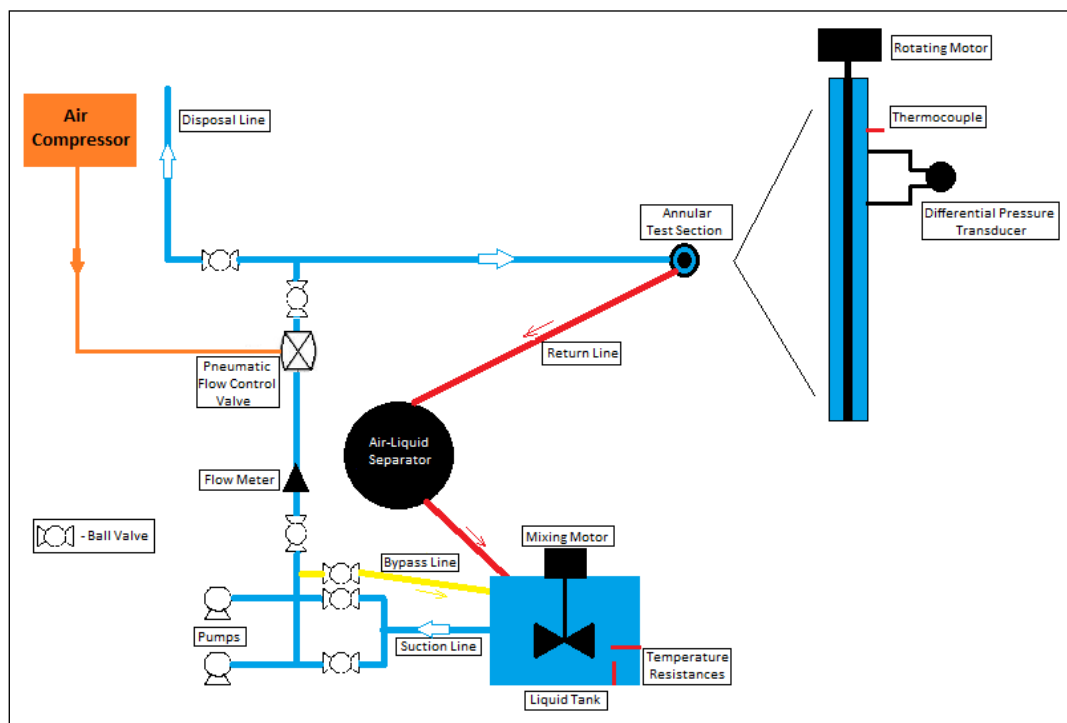 Rotating Motor
Air
Compressor
Disposal Line
Thermocouple
Annular
Test Section
Differential Pressure
Transducer
Return Line
Pneumatic
Flow Control
Valve
Air-Liquid
Separator
Flow Meter
- Ball Valve
Mixing Motor
Bypass Line
Pumps
Suction Line
Temperature
Resistances
Liquid Tank